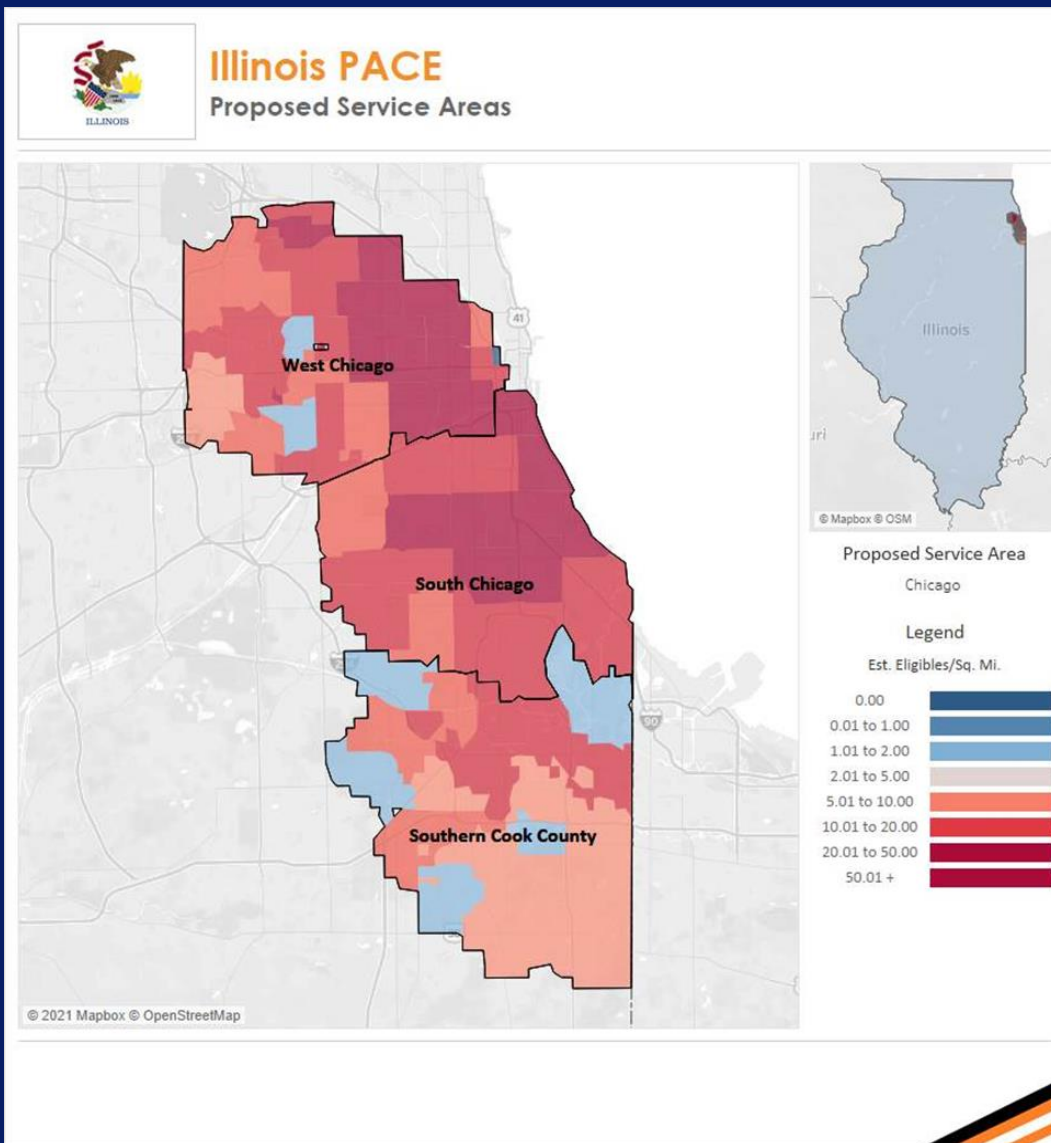 Illinois PACE
Proposed Service Areas
ILLINOIS
41
West Chicago
South Chicago
90
Southern Cook County
© 2021 Mapbox © OpenStreetMap
Illinois
uri
© Mapbox © OSM
Proposed Service Area
Chicago
Legend
Est. Eligibles/Sq. Mi.
0.00
0.01 to 1.00
1.01 to 2.00
2.01 to 5.00
5.01 to 10.00
10.01 to 20.00
20.01 to 50.00
50.01 +